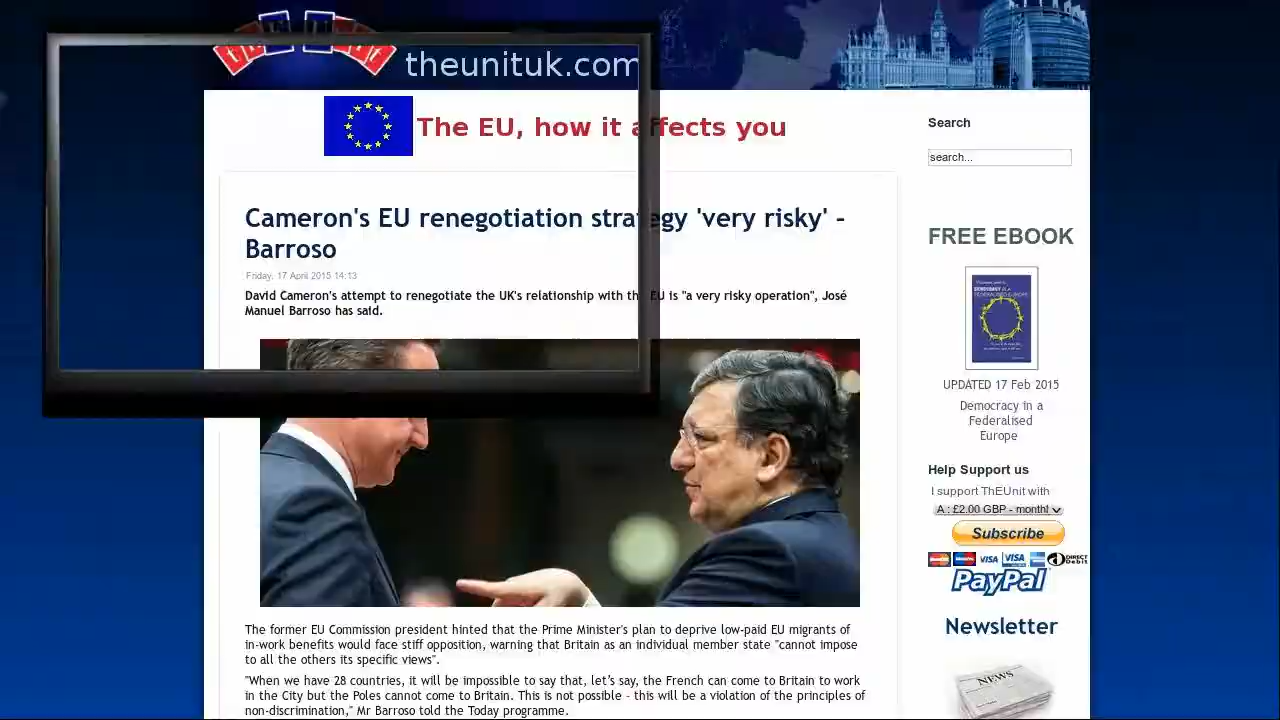 thEUnit
theunituk.com
The EU, how it affects you
Search
search...
Cameron's EU renegotiation strategy 'very risky' -
Barroso
Friday, 17 April 2015 14:13
David Cameron's attempt to renegotiate the UK's relationship with the EU is "a very risky operation", José
Manuel Barroso has said.
The former EU Commission president hinted that the Prime Minister's plan to deprive low-paid EU migrants of
in-work benefits would face stiff opposition, warning that Britain as an individual member state "cannot impose
to all the others its specific views".
"When we have 28 countries, it will be impossible to say that, let's say, the French can come to Britain to work
in the City but the Poles cannot come to Britain. This is not possible - this will be a violation of the principles of
non-discrimination," Mr Barroso told the Today programme.
FREE EBOOK
UPDATED 17 Feb 2015
Democracy in a
Federalised
Europe
Help Support us
I support ThEUnit with
A : £2.00 GBP - monthl
Subscribe
VISA VISA DIRECT Debit
PayPal
Newsletter
NEWS